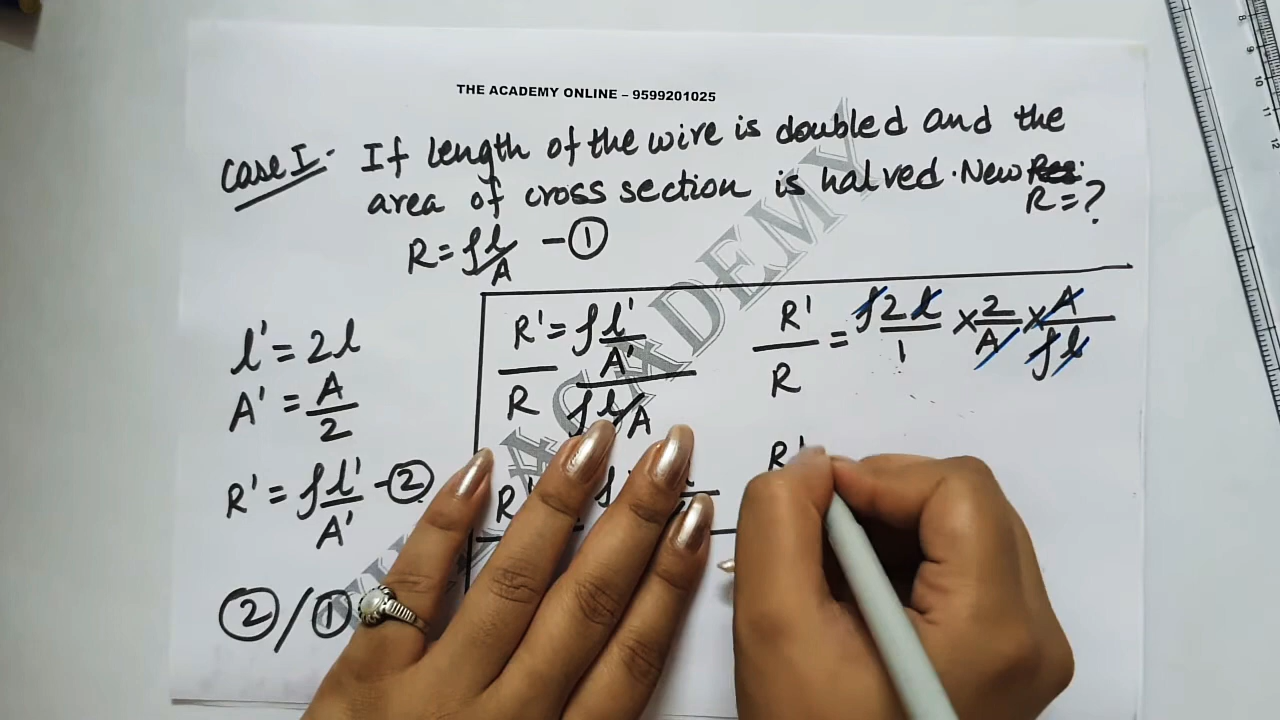 THE ACADEMY ONLINE – 9599201025
Case I. If length of the wire is doubled and the
area of cross section is halved. New
R = ?
R = ρl/A – ①
l' = 2l
A' = A/2
R' = ρl'/A' – ②
② / ①
R'/R = ρl'/A' / ρl/A
R'
R'/R = ρ2l/1 × 2/A × A/ρl
R'
ACADEMY